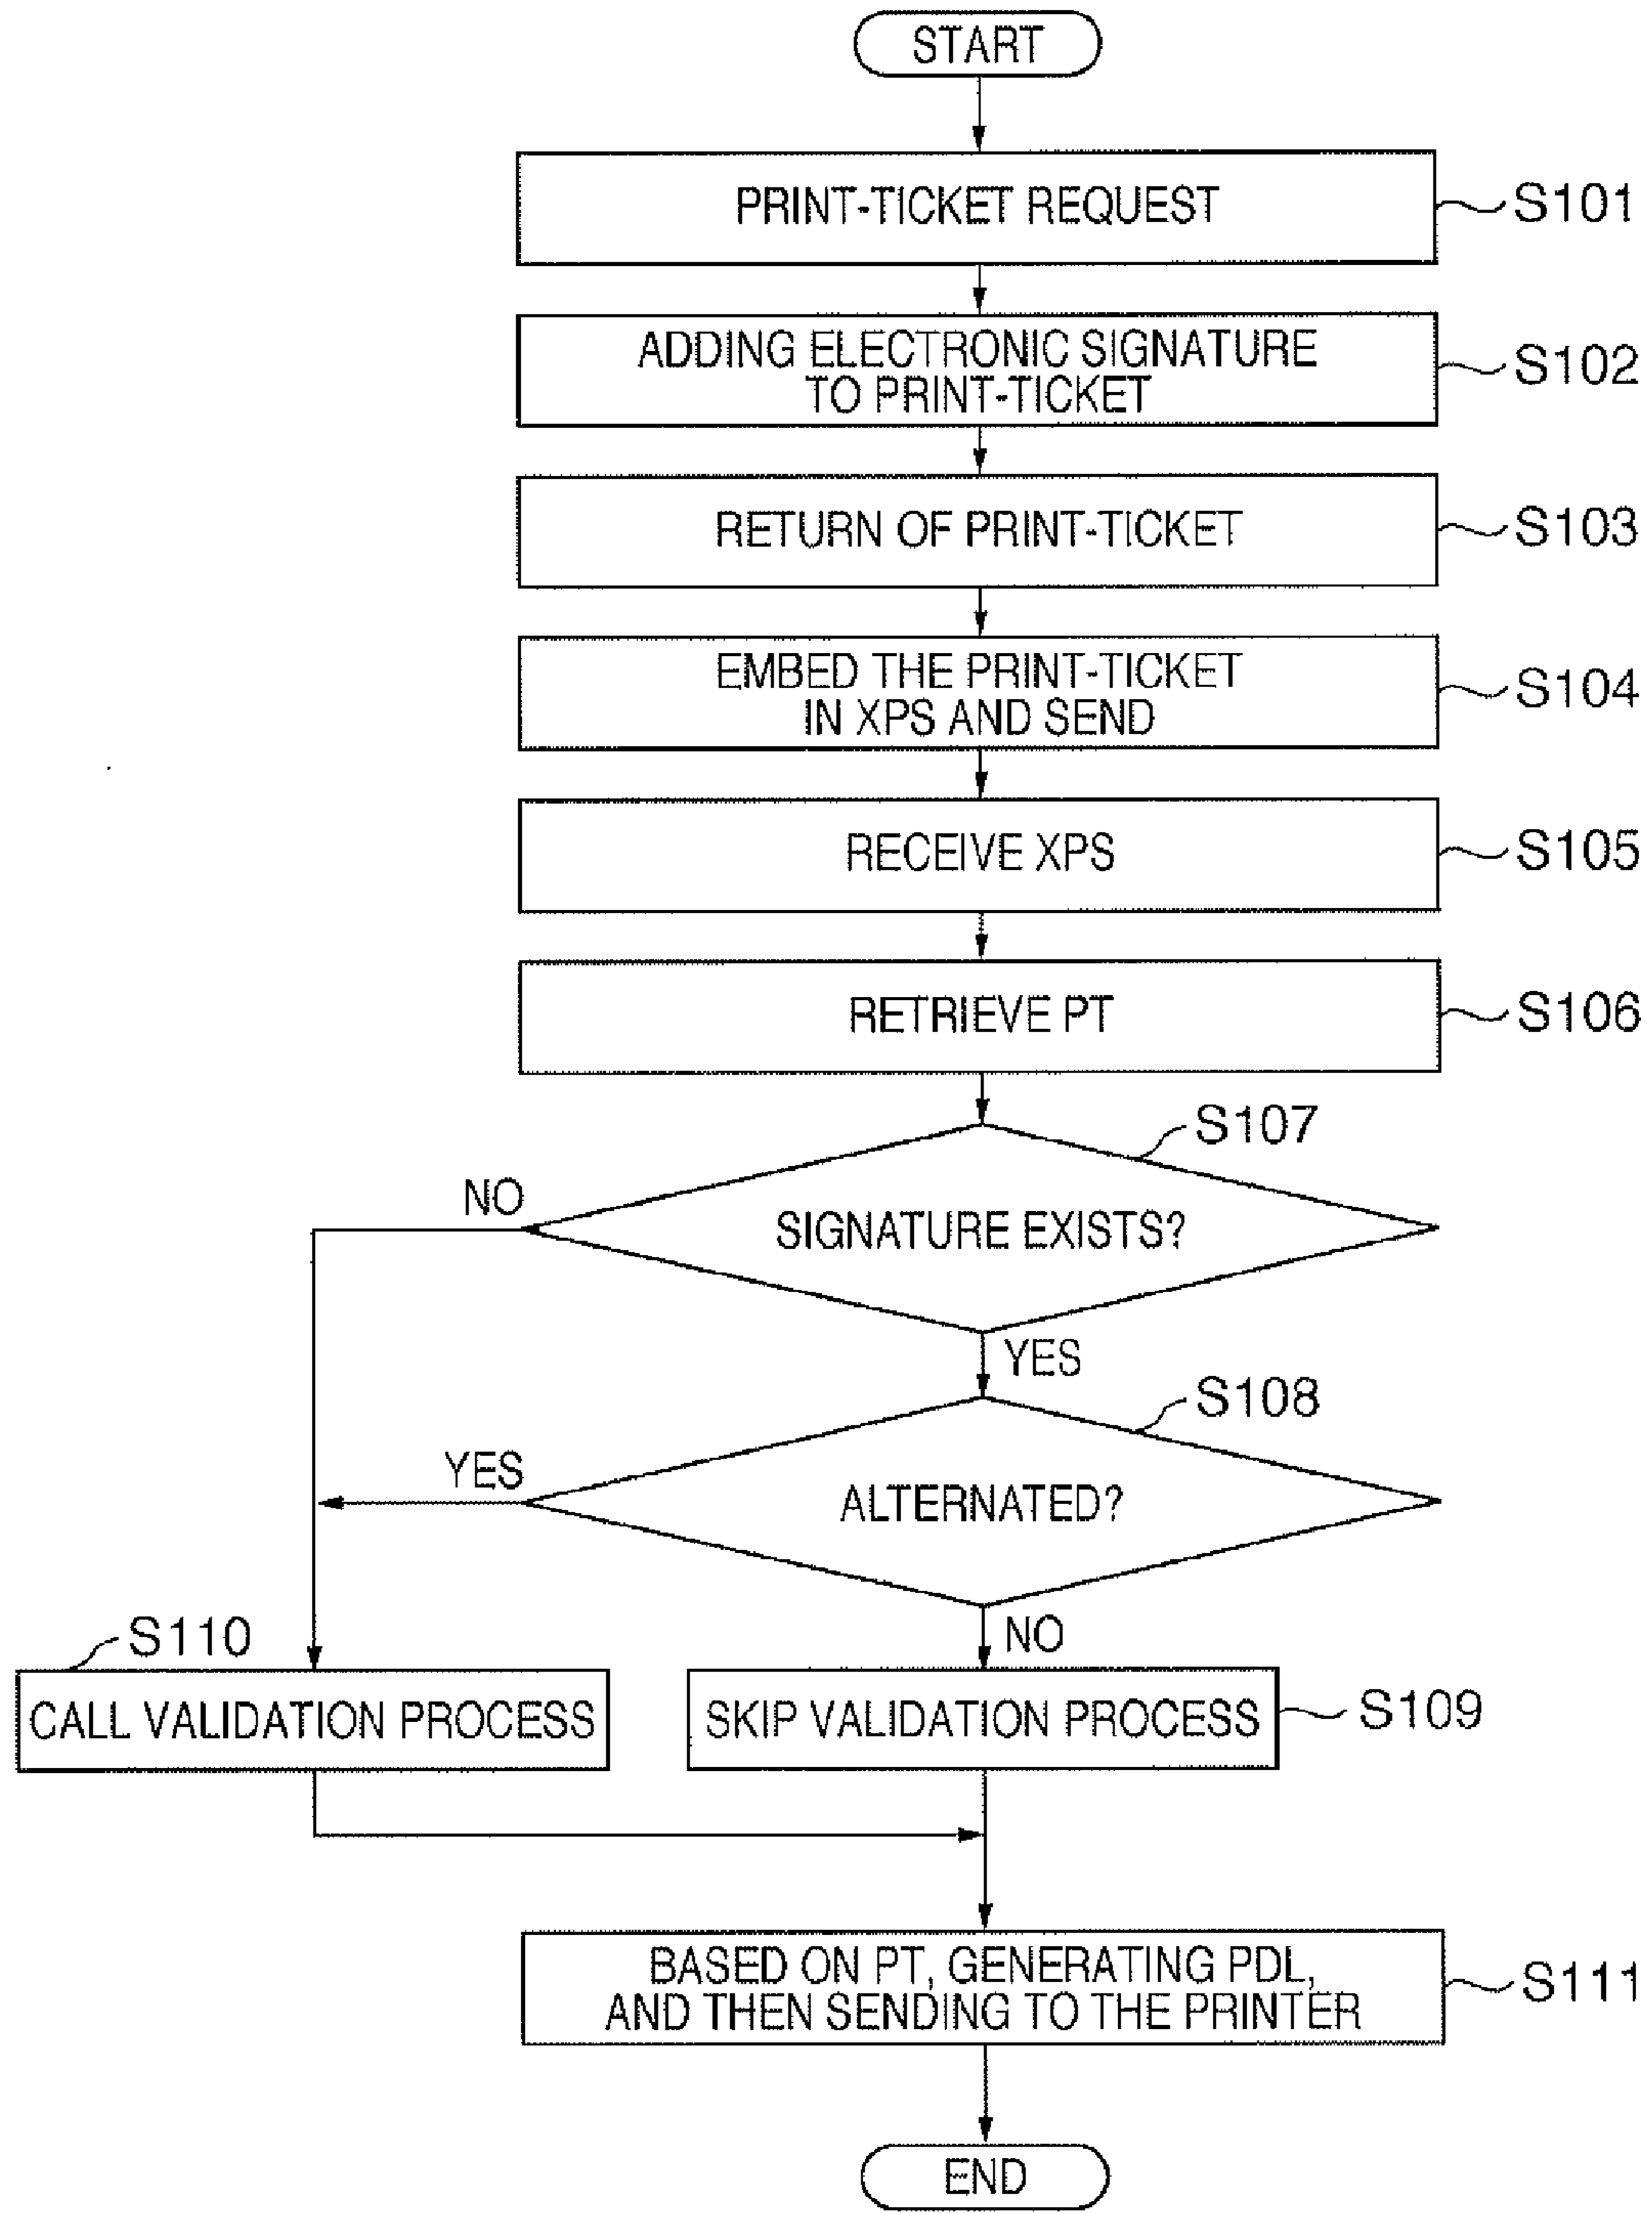 START
PRINT-TICKET REQUEST
S101
ADDING ELECTRONIC SIGNATURE
TO PRINT-TICKET
S102
RETURN OF PRINT-TICKET
S103
EMBED THE PRINT-TICKET
IN XPS AND SEND
S104
RECEIVE XPS
S105
RETRIEVE PT
S106
S107
NO
SIGNATURE EXISTS?
YES
S108
YES
ALTERNATED?
NO
S110
CALL VALIDATION PROCESS
SKIP VALIDATION PROCESS
S109
BASED ON PT, GENERATING PDL,
AND THEN SENDING TO THE PRINTER
S111
END